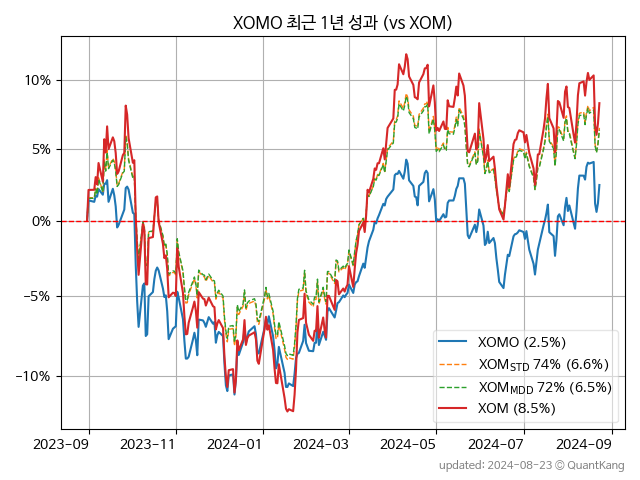 XOMO 최근 1년 성과 (vs XOM)
10%
5%
0%
−5%
−10%
XOMO (2.5%)
XOM_STD 74% (6.6%)
XOM_MDD 72% (6.5%)
XOM (8.5%)
2023-09 2023-11 2024-01 2024-03 2024-05 2024-07 2024-09
updated: 2024-08-23 © QuantKang